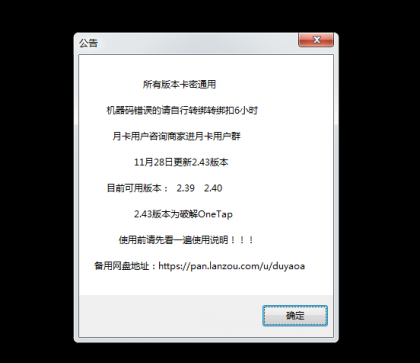 公告
所有版本卡密通用
机器码错误的请自行转绑转绑扣6小时
月卡用户咨询商家进月卡用户群
11月28日更新2.43版本
目前可用版本： 2.39 2.40
2.43版本为破解OneTap
使用前请先看一遍使用说明！！！
备用网盘地址：https://pan.lanzou.com/u/duyaoa
确定